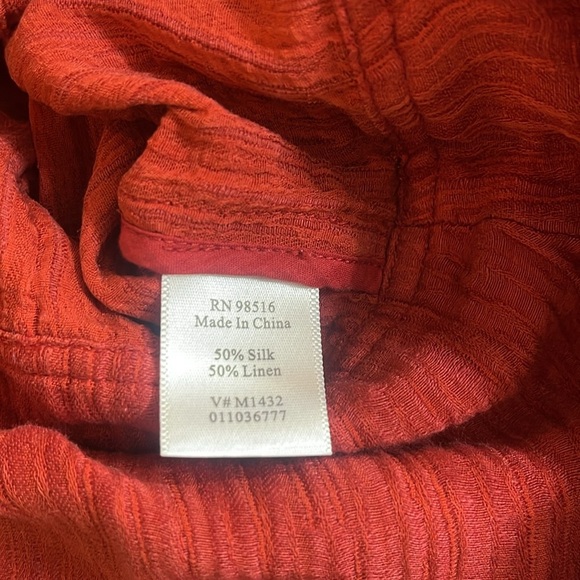 RN 98516
Made In China
50% Silk
50% Linen
V# M1432
011036777